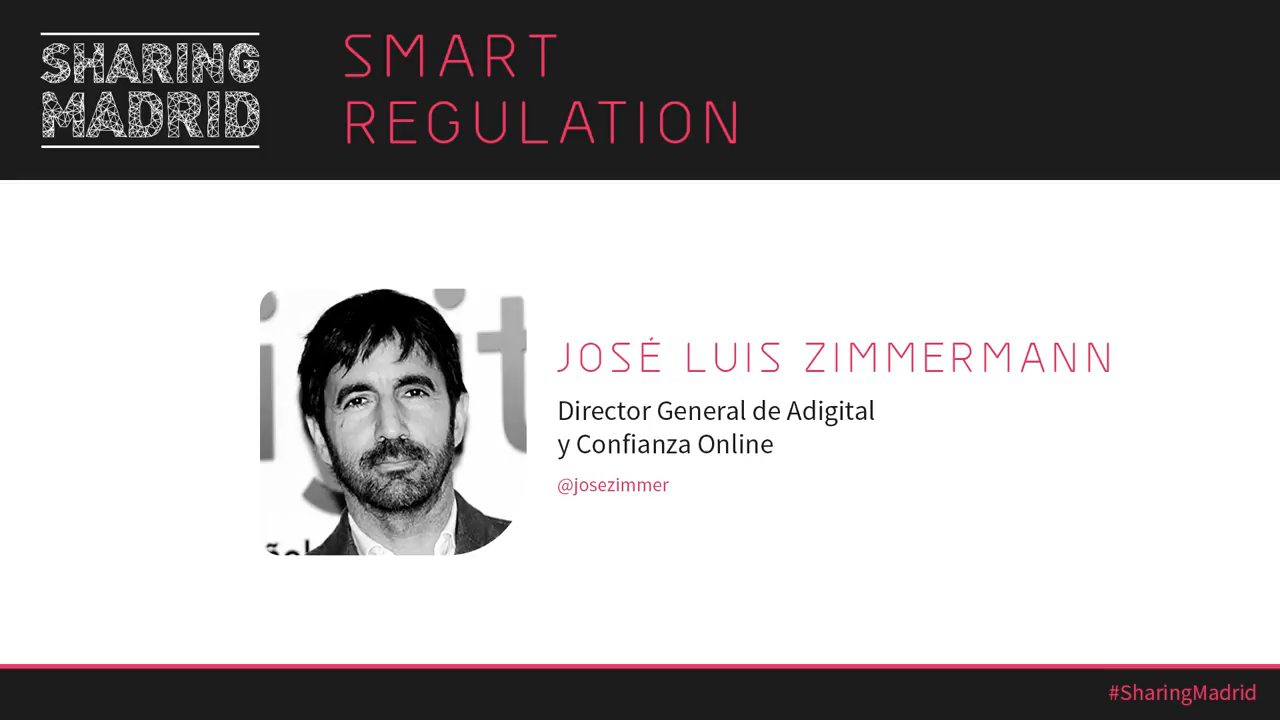 SHARING
MADRID
SMART
REGULATION
JOSÉ LUIS ZIMMERMANN
Director General de Adigital
y Confianza Online
@josezimmer
#SharingMadrid